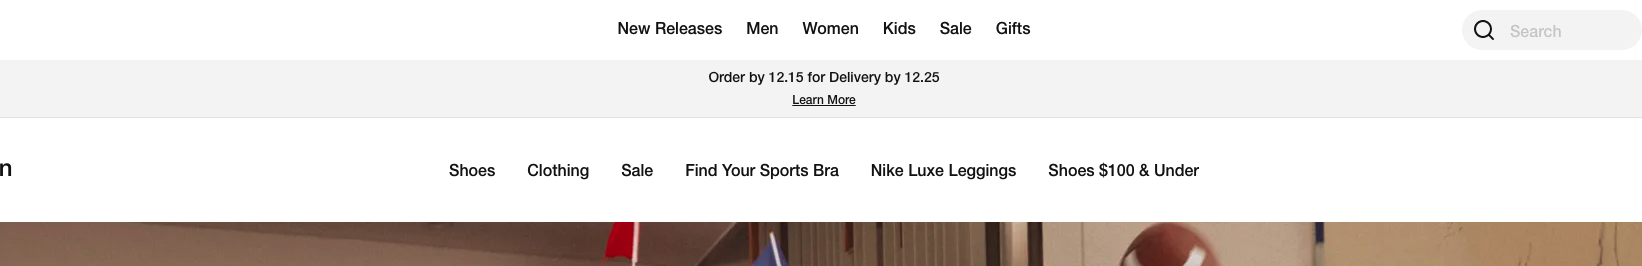 New Releases Men Women Kids Sale Gifts
Search
Order by 12.15 for Delivery by 12.25
Learn More
n
Shoes Clothing Sale Find Your Sports Bra Nike Luxe Leggings Shoes $100 & Under